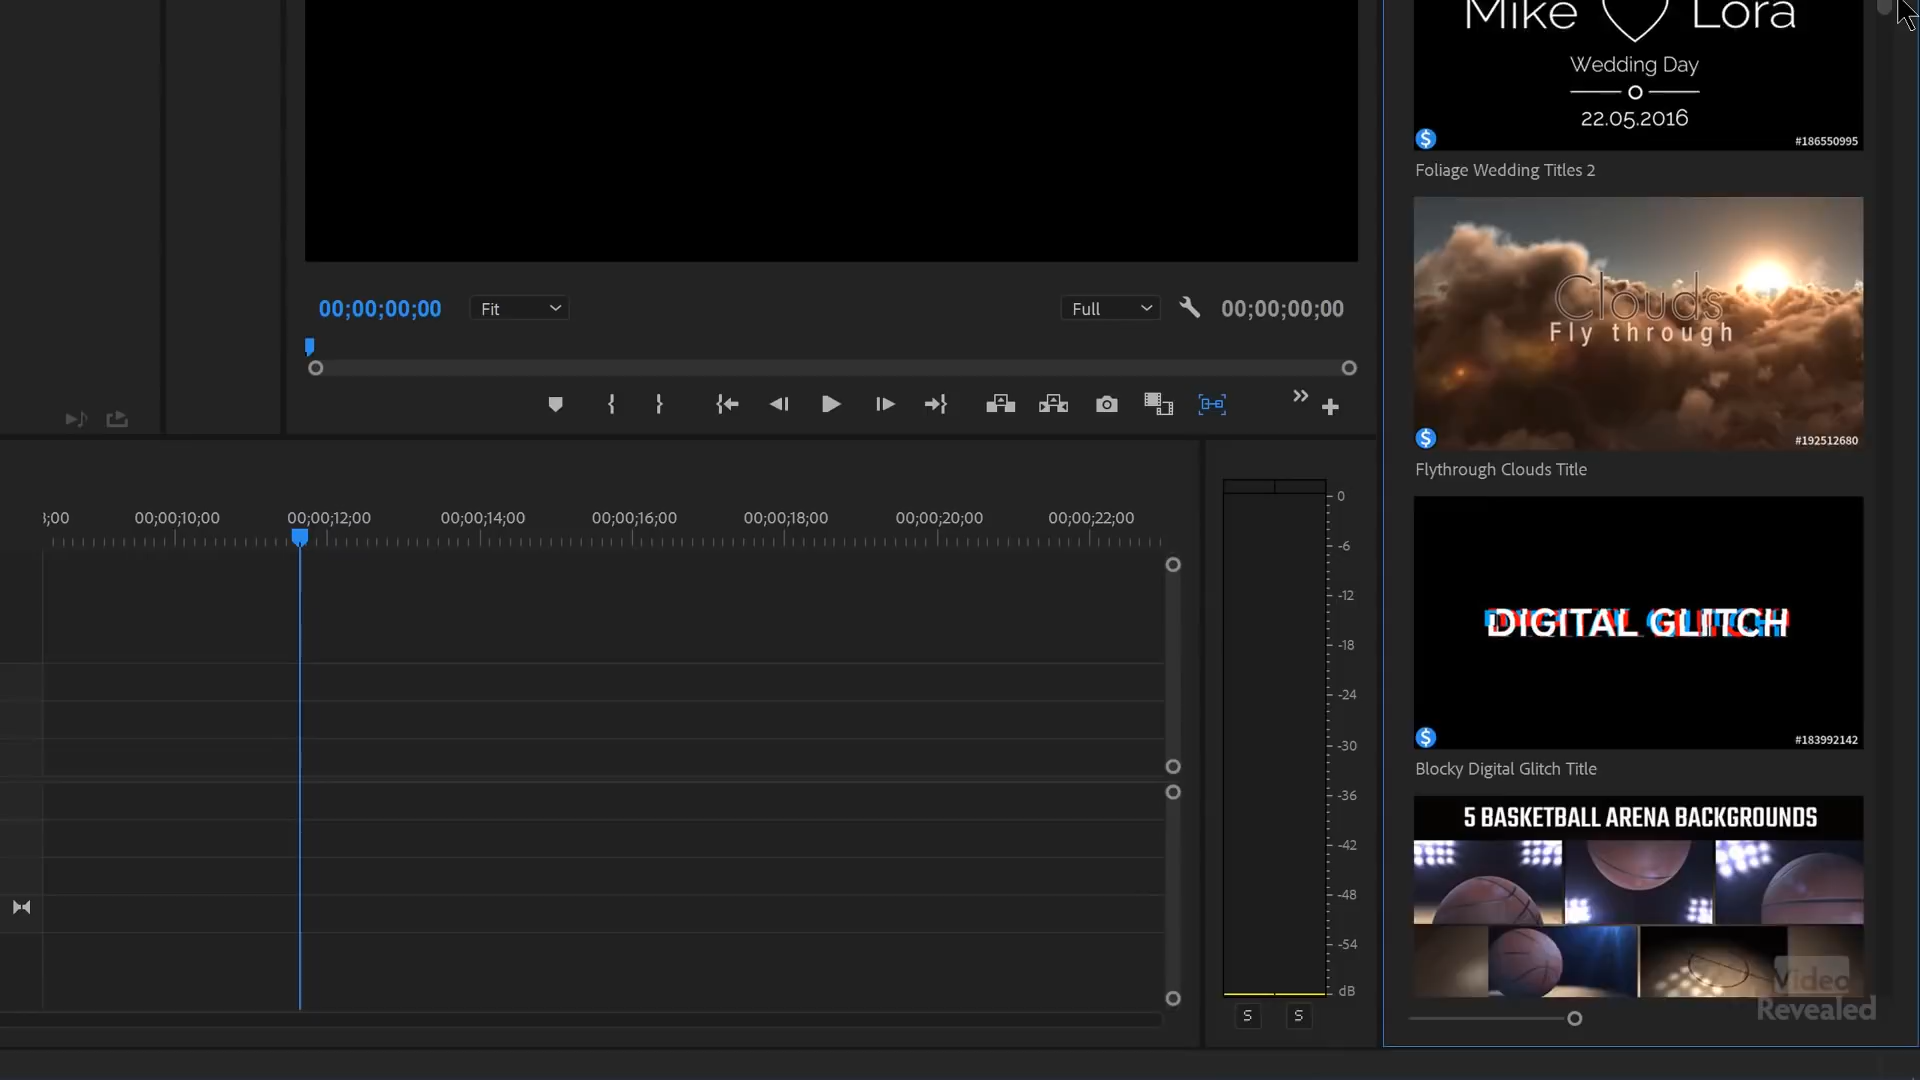 Mike Lora
Wedding Day
22.05.2016
$
#186550995
Foliage Wedding Titles 2
Clouds
Fly through
$
#192512680
Flythrough Clouds Title
00;00;00;00
Fit
Full
00;00;00;00
;00
00;00;10;00
00;00;12;00
00;00;14;00
00;00;16;00
00;00;18;00
00;00;20;00
00;00;22;00
0
-6
-12
-18
-24
-30
-36
-42
-48
-54
dB
S S
DIGITAL GLITCH
$
#183992142
Blocky Digital Glitch Title
5 BASKETBALL ARENA BACKGROUNDS
Video
Revealed